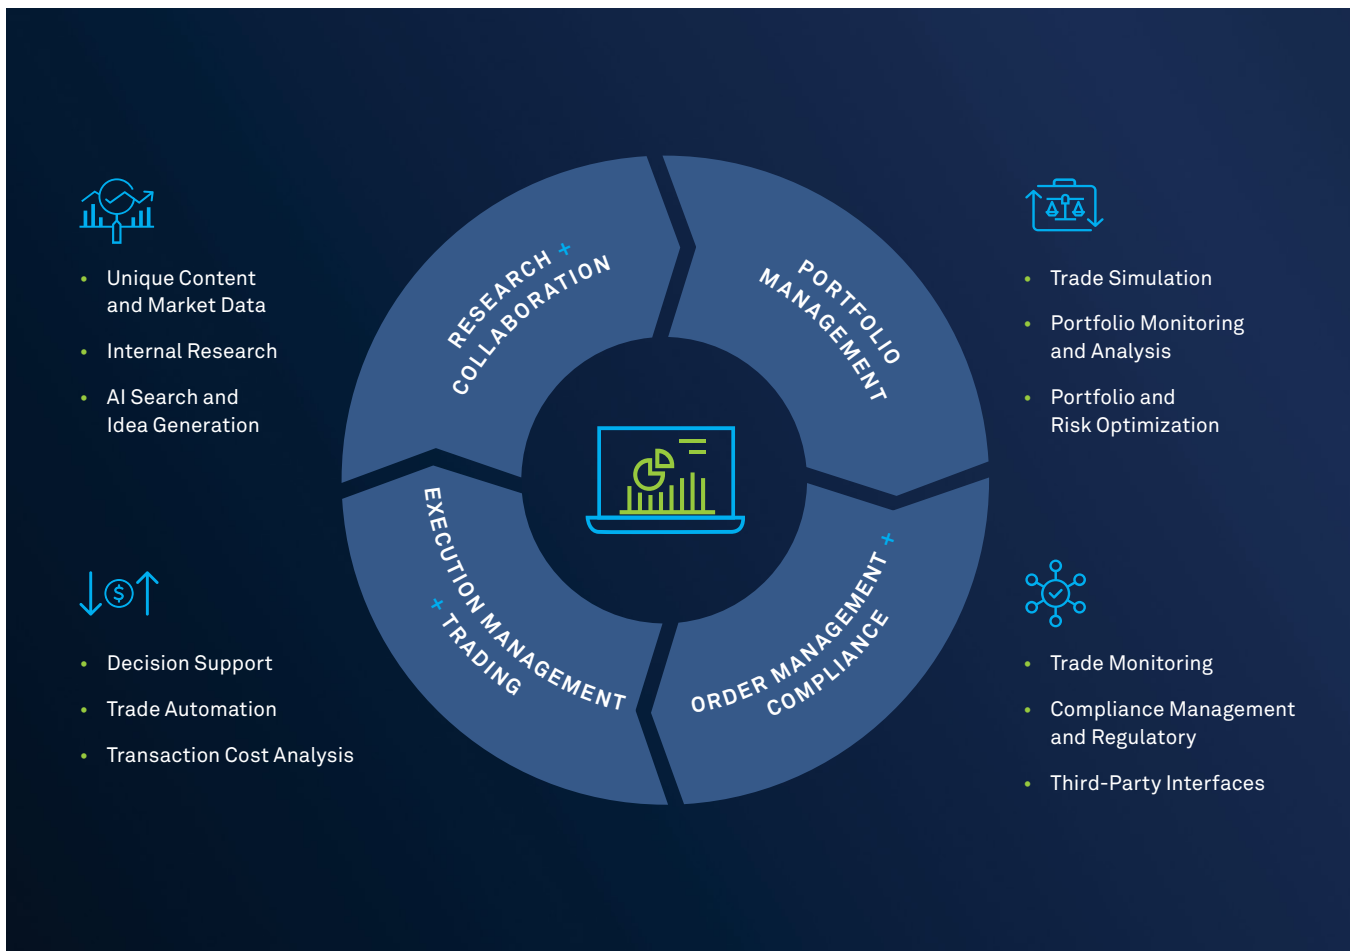 RESEARCH +
COLLABORATION
PORTFOLIO
MANAGEMENT
ORDER MANAGEMENT +
COMPLIANCE
EXECUTION MANAGEMENT
+ TRADING
$
• Unique Content
and Market Data
• Internal Research
• AI Search and
Idea Generation
• Trade Simulation
• Portfolio Monitoring
and Analysis
• Portfolio and
Risk Optimization
• Decision Support
• Trade Automation
• Transaction Cost Analysis
• Trade Monitoring
• Compliance Management
and Regulatory
• Third-Party Interfaces